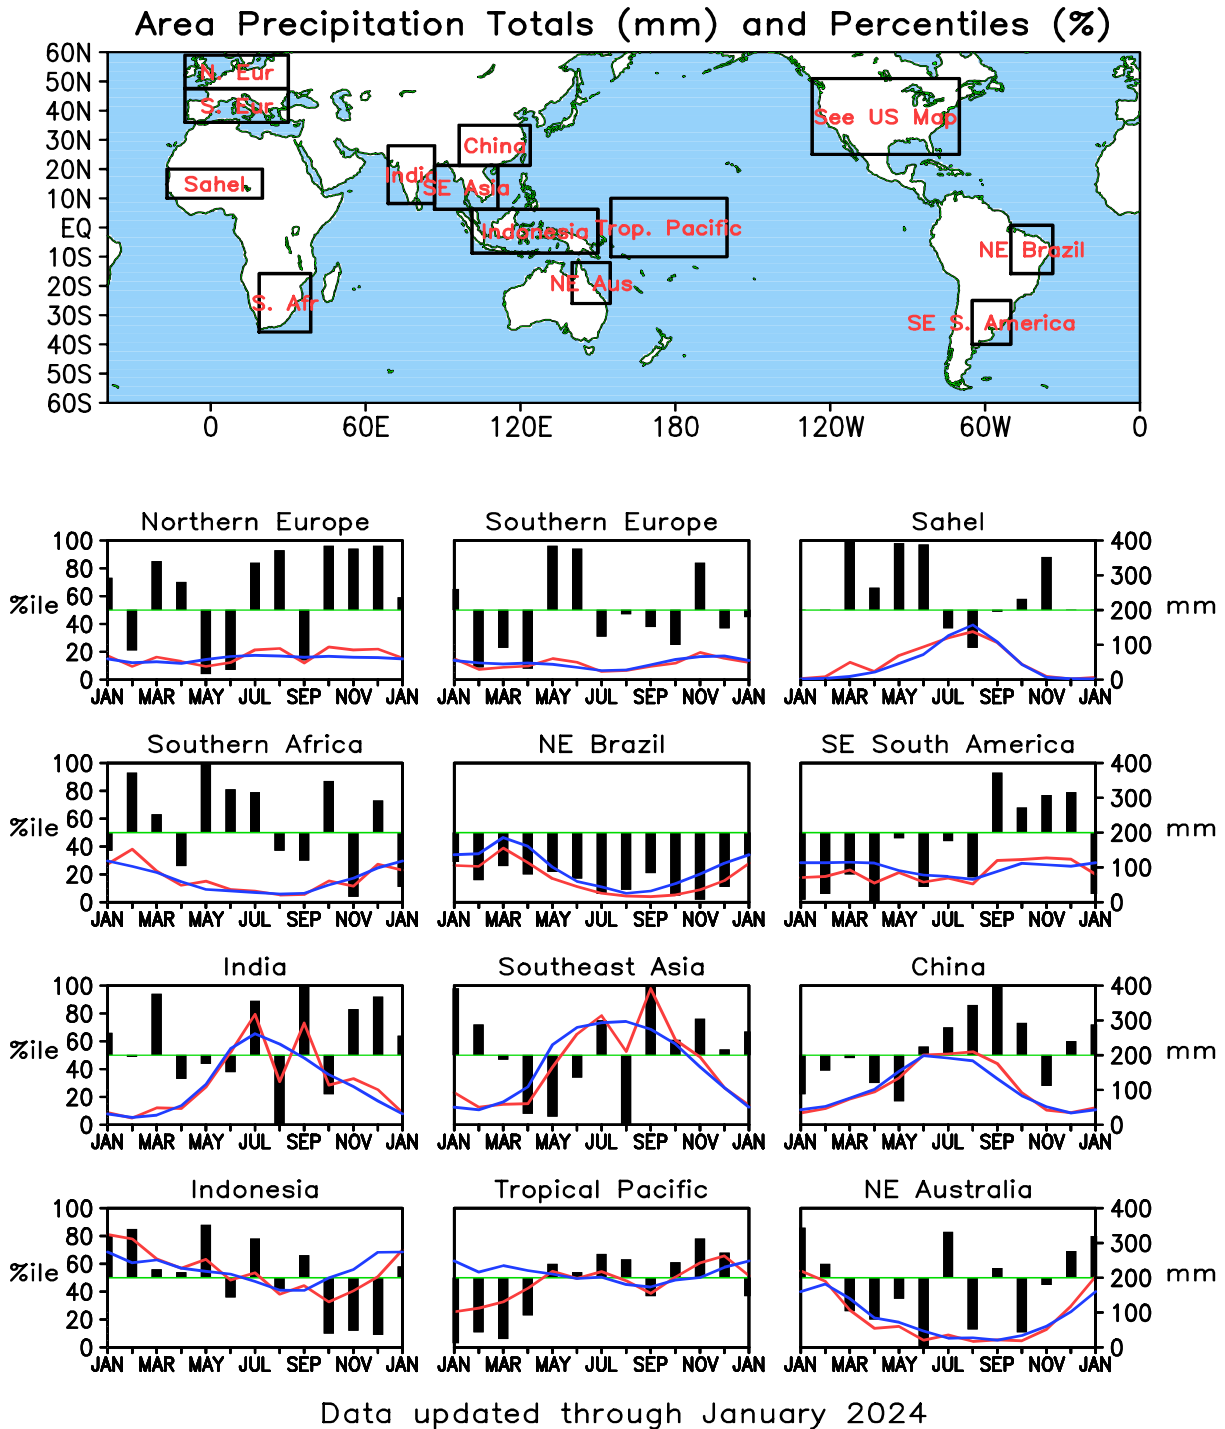 Area Precipitation Totals (mm) and Percentiles (%)
60N
50N
40N
30N
20N
10N
EQ
10S
20S
30S
40S
50S
60S
N. Eur
S. Eur
See US Map
China
India
SE Asia
Sahel
Indonesia
Trop. Pacific
NE Brazil
NE Aus
S. Afr
SE S. America
0 60E 120E 180 120W 60W 0
Northern Europe Southern Europe Sahel
100 80 60 40 20 0
%ile
400 300 200 100 0
mm
JAN MAR MAY JUL SEP NOV JAN
JAN MAR MAY JUL SEP NOV JAN
JAN MAR MAY JUL SEP NOV JAN
Southern Africa NE Brazil SE South America
100 80 60 40 20 0
%ile
400 300 200 100 0
mm
JAN MAR MAY JUL SEP NOV JAN
JAN MAR MAY JUL SEP NOV JAN
JAN MAR MAY JUL SEP NOV JAN
India Southeast Asia China
100 80 60 40 20 0
%ile
400 300 200 100 0
mm
JAN MAR MAY JUL SEP NOV JAN
JAN MAR MAY JUL SEP NOV JAN
JAN MAR MAY JUL SEP NOV JAN
Indonesia Tropical Pacific NE Australia
100 80 60 40 20 0
%ile
400 300 200 100 0
mm
JAN MAR MAY JUL SEP NOV JAN
JAN MAR MAY JUL SEP NOV JAN
JAN MAR MAY JUL SEP NOV JAN
Data updated through January 2024